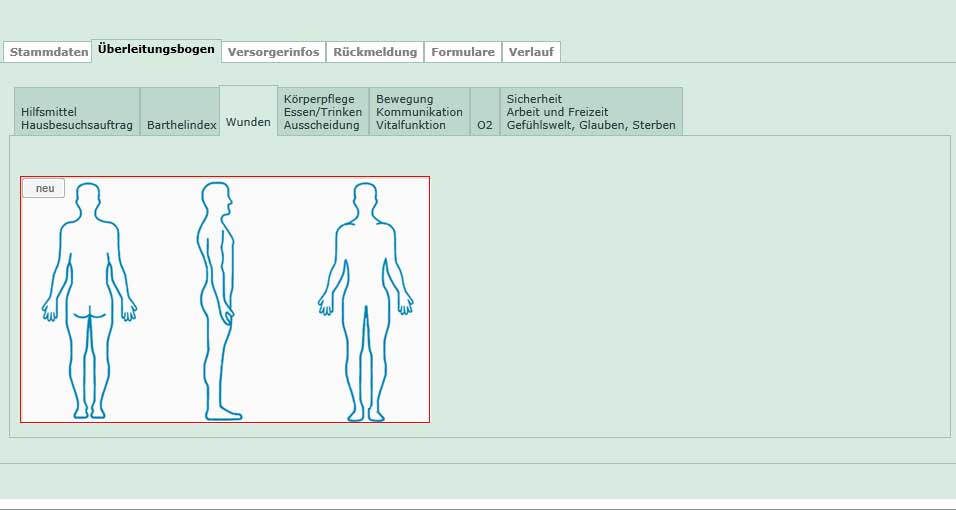 Stammdaten Überleitungsbogen Versorgerinfos Rückmeldung Formulare Verlauf
Hilfsmittel
Hausbesuchsauftrag
Barthelindex
Wunden
Körperpflege
Essen/Trinken
Ausscheidung
Bewegung
Kommunikation
Vitalfunktion
O2
Sicherheit
Arbeit und Freizeit
Gefühlswelt, Glauben, Sterben
neu